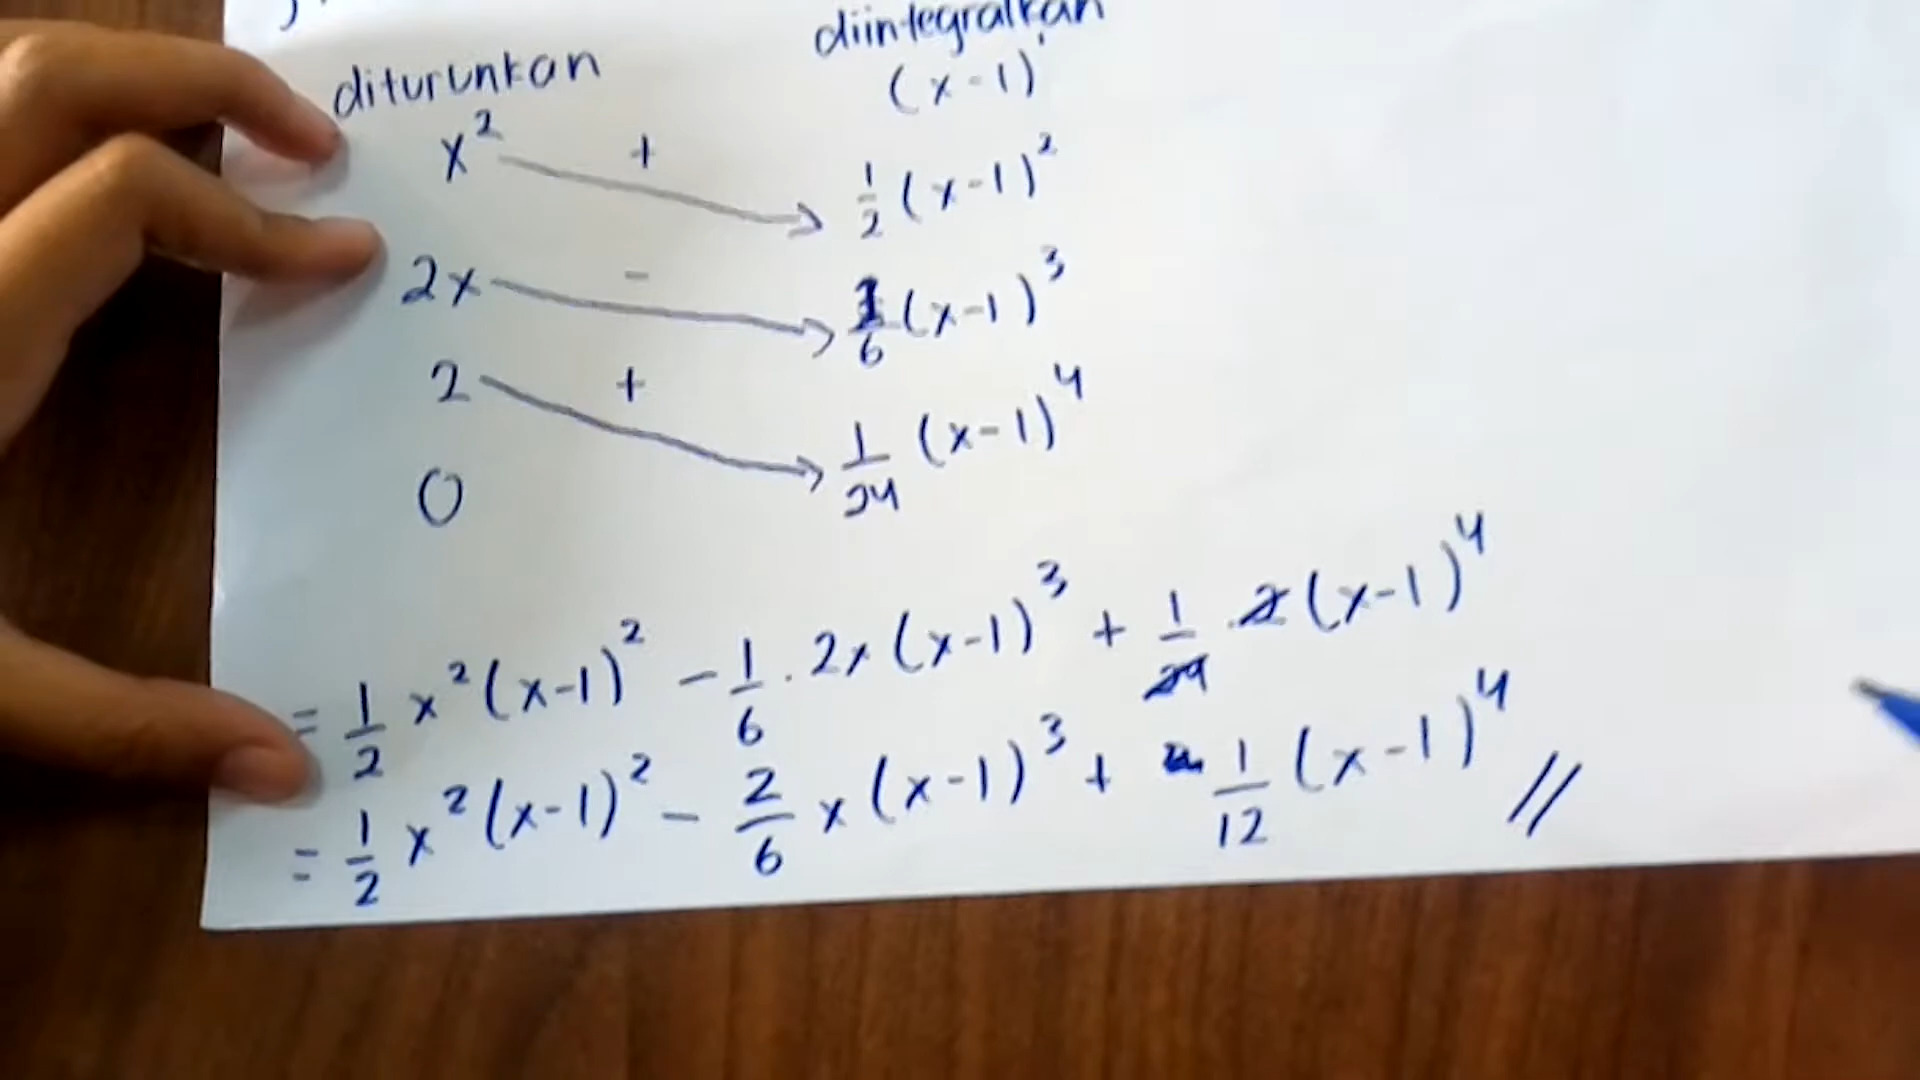 diturunkan diintegralkan
x² (x-1)¹
+ 1/2 (x-1)²
2x - 1/6 (x-1)³
2 + 1/24 (x-1)⁴
0
= 1/2 x² (x-1)² - 1/6 . 2x (x-1)³ + 1/24 . 2 (x-1)⁴
= 1/2 x² (x-1)² - 2/6 x (x-1)³ + 1/12 (x-1)⁴ //